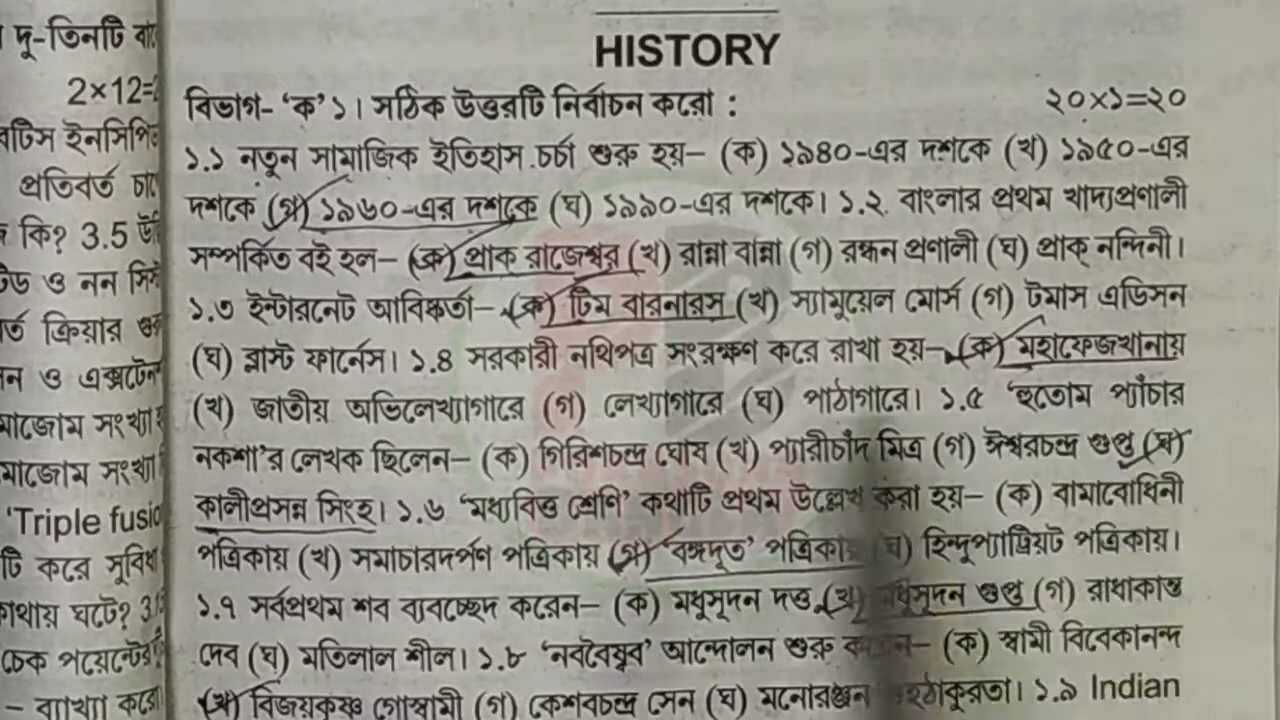 দু-তিনটি
2×12=
প্রতিবর্ত
কি? 3.5
ও নন
ক্রিয়ার
ন ও
মাজোম সংখ্যা
মাজোম সংখ্যা
'Triple fusio
টি করে সুবিধা
কোথায় ঘটে?
চেক পয়েন্টের
– ব্যাখ্যা করো
HISTORY
বিভাগ- 'ক' ১। সঠিক উত্তরটি নির্বাচন করো : ২০×১=২০
১.১ নতুন সামাজিক ইতিহাস চর্চা শুরু হয়– (ক) ১৯৪০-এর দশকে (খ) ১৯৫০-এর
দশকে (গ) ১৯৬০-এর দশকে (ঘ) ১৯৯০-এর দশকে। ১.২. বাংলার প্রথম খাদ্যপ্রণালী
সম্পর্কিত বই হল– (ক) প্রাক্ রাজেশ্বর (খ) রান্না বান্না (গ) রন্ধন প্রণালী (ঘ) প্রাক্ নন্দিনী।
১.৩ ইন্টারনেট আবিষ্কর্তা– (ক) টিম বারনারস (খ) স্যামুয়েল মোর্স (গ) টমাস এডিসন
(ঘ) ব্লাস্ট ফার্নেস। ১.৪ সরকারী নথিপত্র সংরক্ষণ করে রাখা হয়– (ক) মহাফেজখানায়
(খ) জাতীয় অভিলেখ্যাগারে (গ) লেখ্যাগারে (ঘ) পাঠাগারে। ১.৫ 'হুতোম প্যাঁচার
নকশা'র লেখক ছিলেন– (ক) গিরিশচন্দ্র ঘোষ (খ) প্যারীচাঁদ মিত্র (গ) ঈশ্বরচন্দ্র গুপ্ত (ঘ)
কালীপ্রসন্ন সিংহ। ১.৬ 'মধ্যবিত্ত শ্রেণি' কথাটি প্রথম উল্লেখ করা হয়– (ক) বামাবোধিনী
পত্রিকায় (খ) সমাচারদর্পণ পত্রিকায় (গ) 'বঙ্গদূত' পত্রিকায় (ঘ) হিন্দুপ্যাট্রিয়ট পত্রিকায়।
১.৭ সর্বপ্রথম শব ব্যবচ্ছেদ করেন– (ক) মধুসূদন দত্ত (খ) মধুসূদন গুপ্ত (গ) রাধাকান্ত
দেব (ঘ) মতিলাল শীল। ১.৮ 'নববৈষ্ণব' আন্দোলন শুরু করেন– (ক) স্বামী বিবেকানন্দ
(খ) বিজয়কৃষ্ণ গোস্বামী (গ) কেশবচন্দ্র সেন (ঘ) মনোরঞ্জন গুহঠাকুরতা। ১.৯ Indian